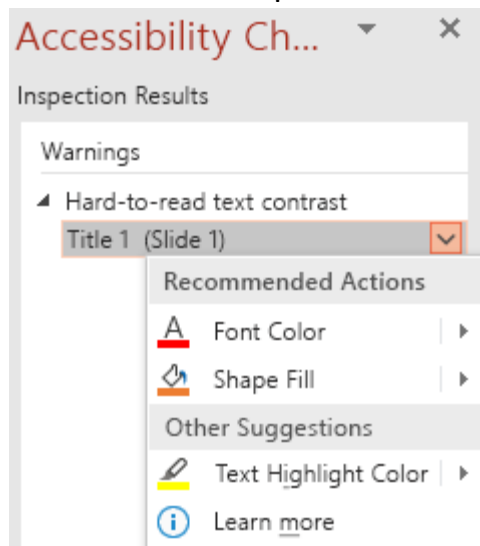 Accessibility Ch...
Inspection Results
Warnings
Hard-to-read text contrast
Title 1 (Slide 1)
Recommended Actions
Font Color
Shape Fill
Other Suggestions
Text Highlight Color
Learn more